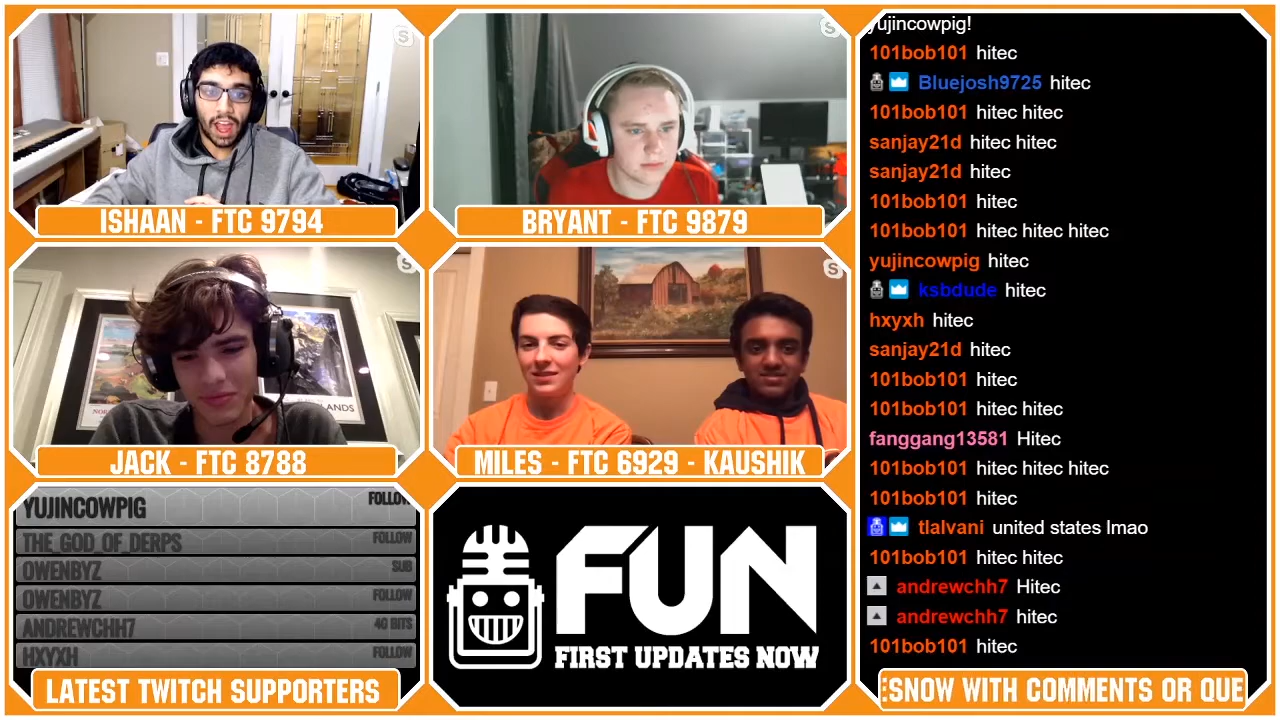 ISHAAN - FTC 9794
BRYANT - FTC 9879
JACK - FTC 8788
MILES - FTC 6929 - KAUSHIK
YUJINCOWPIG FOLLOW
THE_GOD_OF_DERPS FOLLOW
OWENBYZ SUB
OWENBYZ FOLLOW
ANDREWCHH7 40 BITS
HXYXH FOLLOW
LATEST TWITCH SUPPORTERS
FUN
FIRST UPDATES NOW
yujincowpig!
101bob101 hitec
Bluejosh9725 hitec
101bob101 hitec hitec
sanjay21d hitec hitec
sanjay21d hitec
101bob101 hitec
101bob101 hitec hitec hitec
yujincowpig hitec
ksbdude hitec
hxyxh hitec
sanjay21d hitec
101bob101 hitec
101bob101 hitec hitec
fanggang13581 Hitec
101bob101 hitec hitec hitec
101bob101 hitec
tlalvani united states lmao
101bob101 hitec hitec
andrewchh7 Hitec
andrewchh7 hitec
101bob101 hitec
ESNOW WITH COMMENTS OR QUE